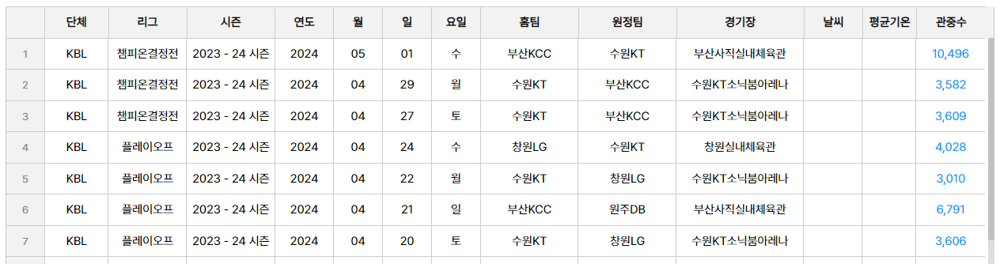 단체 리그 시즌 연도 월 일 요일 홈팀 원정팀 경기장 날씨 평균기온 관중수
1 KBL 챔피온결정전 2023 - 24 시즌 2024 05 01 수 부산KCC 수원KT 부산사직실내체육관 10,496
2 KBL 챔피온결정전 2023 - 24 시즌 2024 04 29 월 수원KT 부산KCC 수원KT소닉붐아레나 3,582
3 KBL 챔피온결정전 2023 - 24 시즌 2024 04 27 토 수원KT 부산KCC 수원KT소닉붐아레나 3,609
4 KBL 플레이오프 2023 - 24 시즌 2024 04 24 수 창원LG 수원KT 창원실내체육관 4,028
5 KBL 플레이오프 2023 - 24 시즌 2024 04 22 월 수원KT 창원LG 수원KT소닉붐아레나 3,010
6 KBL 플레이오프 2023 - 24 시즌 2024 04 21 일 부산KCC 원주DB 부산사직실내체육관 6,791
7 KBL 플레이오프 2023 - 24 시즌 2024 04 20 토 수원KT 창원LG 수원KT소닉붐아레나 3,606